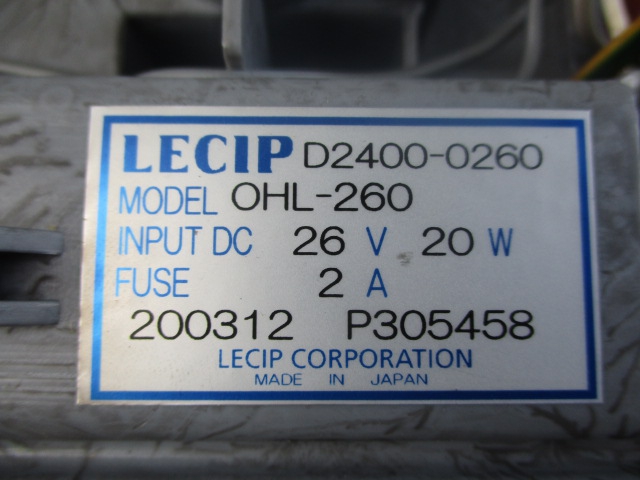 LECIP D2400-0260
MODEL OHL-260
INPUT DC 26 V 20 W
FUSE 2 A
200312 P305458
LECIP CORPORATION
MADE IN JAPAN